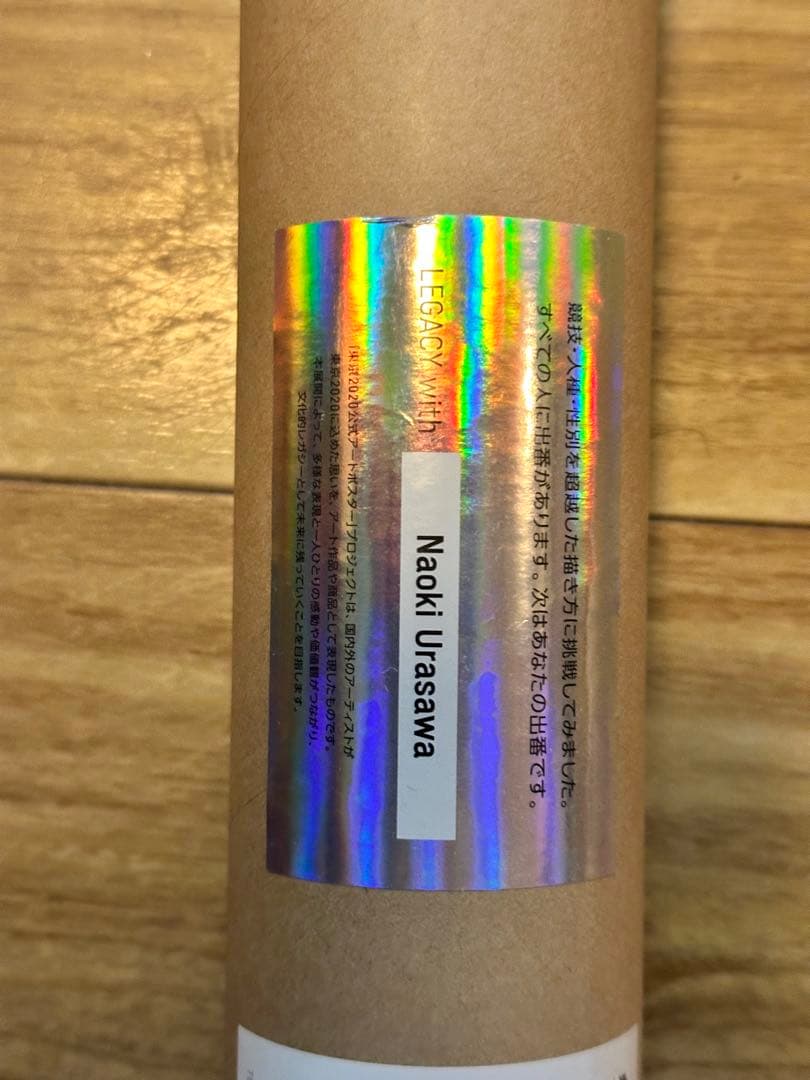 競技・人種・性別を超越した描き方に挑戦してみました。
すべての人に出番があります。次はあなたの出番です。
LEGACY with
Naoki Urasawa
「東京2020公式アートポスター」プロジェクトは、国内外のアーティストが
東京2020に込めた思いを、アート作品や商品として表現したものです。
本展開によって、多様な表現と一人ひとりの感動や価値観がつながり、
文化的レガシーとして未来に残っていくことを目指します。